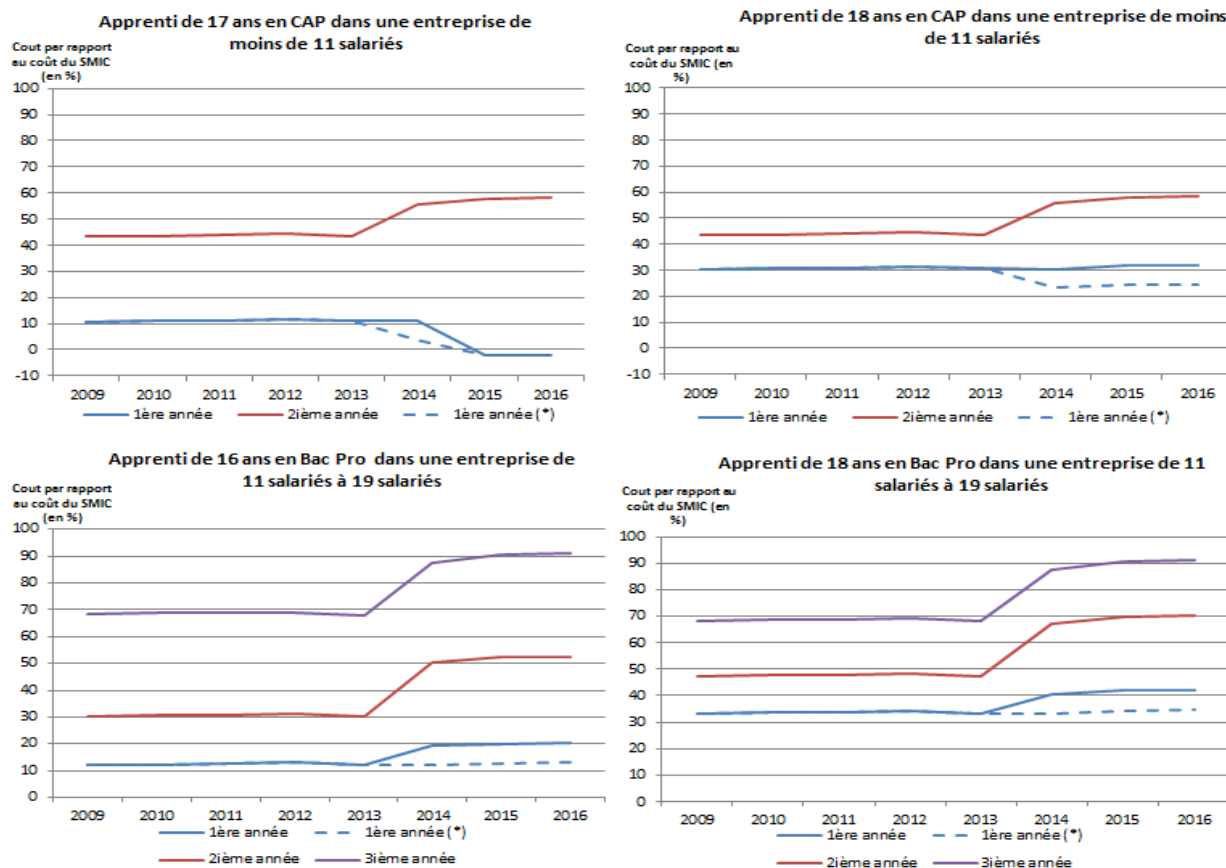 Apprenti de 17 ans en CAP dans une entreprise de
moins de 11 salariés
Cout par rapport
au coût du SMIC
(en %)
100
90
80
70
60
50
40
30
20
10
0
-10
2009 2010 2011 2012 2013 2014 2015 2016
1ère année 2ième année 1ère année (*)
Apprenti de 18 ans en CAP dans une entreprise de moins
de 11 salariés
Cout par rapport au
coût du SMIC (en
%)
100
90
80
70
60
50
40
30
20
10
0
-10
2009 2010 2011 2012 2013 2014 2015 2016
1ère année 2ième année 1ère année (*)
Apprenti de 16 ans en Bac Pro dans une entreprise de
11 salariés à 19 salariés
Cout par rapport
au coût du SMIC
(en %)
100
90
80
70
60
50
40
30
20
10
0
2009 2010 2011 2012 2013 2014 2015 2016
1ère année 1ère année (*)
2ième année 3ième année
Apprenti de 18 ans en Bac Pro dans une entreprise de 11
salariés à 19 salariés
Cout par rapport au
coût du SMIC (en
%)
100
90
80
70
60
50
40
30
20
10
0
2009 2010 2011 2012 2013 2014 2015 2016
1ère année 1ère année (*)
2ième année 3ième année